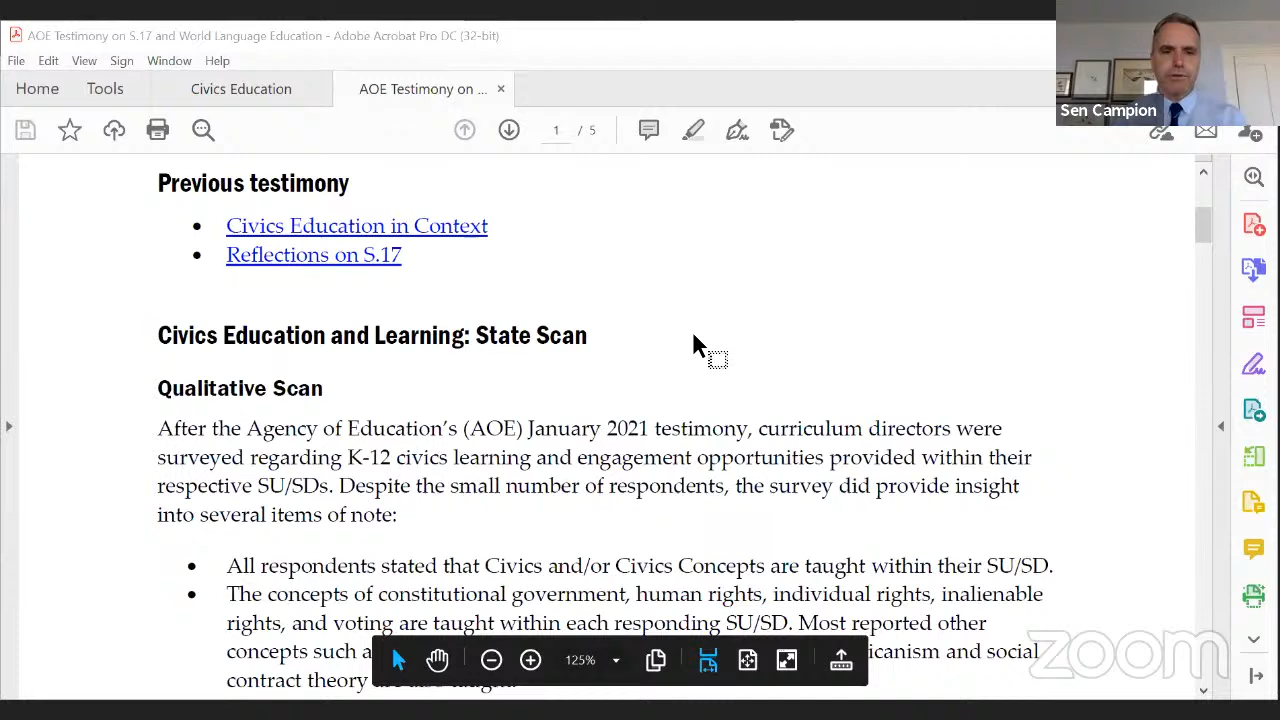 AOE Testimony on S.17 and World Language Education - Adobe Acrobat Pro DC (32-bit)
File Edit View Sign Window Help
Home Tools Civics Education AOE Testimony on ... ×
1 / 5
Sen Campion
Previous testimony
• Civics Education in Context
• Reflections on S.17
Civics Education and Learning: State Scan
Qualitative Scan
After the Agency of Education's (AOE) January 2021 testimony, curriculum directors were
surveyed regarding K-12 civics learning and engagement opportunities provided within their
respective SU/SDs. Despite the small number of respondents, the survey did provide insight
into several items of note:
• All respondents stated that Civics and/or Civics Concepts are taught within their SU/SD.
• The concepts of constitutional government, human rights, individual rights, inalienable
rights, and voting are taught within each responding SU/SD. Most reported other
concepts such icanism and social
contract theory
125%
zoom